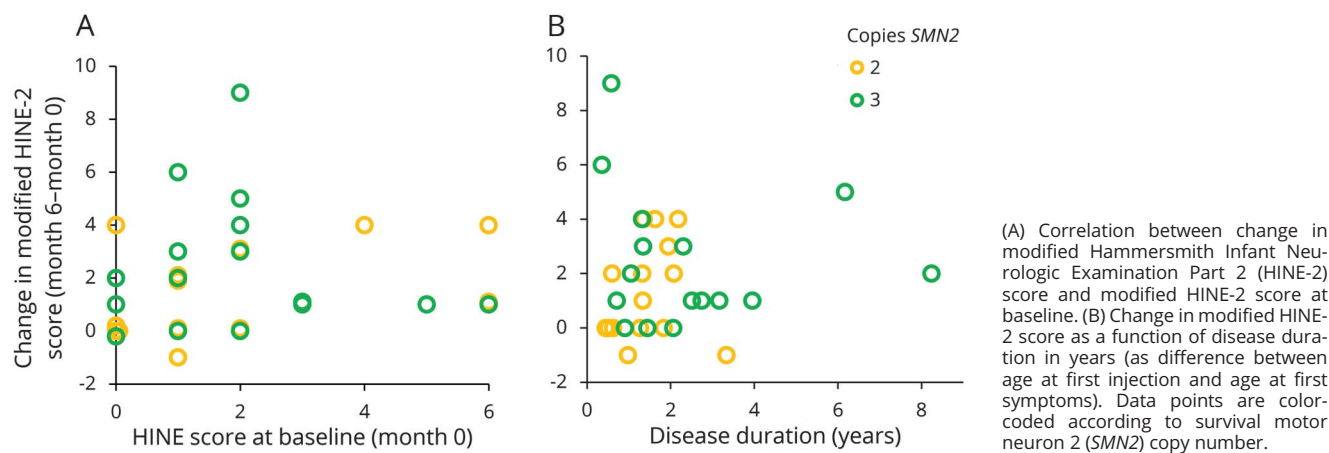 A
Change in modified HINE-2
score (month 6–month 0)
10
8
6
4
2
0
-2
0
2
4
6
HINE score at baseline (month 0)
B
10
8
6
4
2
0
-2
0
2
4
6
8
Disease duration (years)
Copies SMN2
2
3
(A) Correlation between change in
modified Hammersmith Infant Neu-
rologic Examination Part 2 (HINE-2)
score and modified HINE-2 score at
baseline. (B) Change in modified HINE-
2 score as a function of disease dura-
tion in years (as difference between
age at first injection and age at first
symptoms). Data points are color-
coded according to survival motor
neuron 2 (SMN2) copy number.